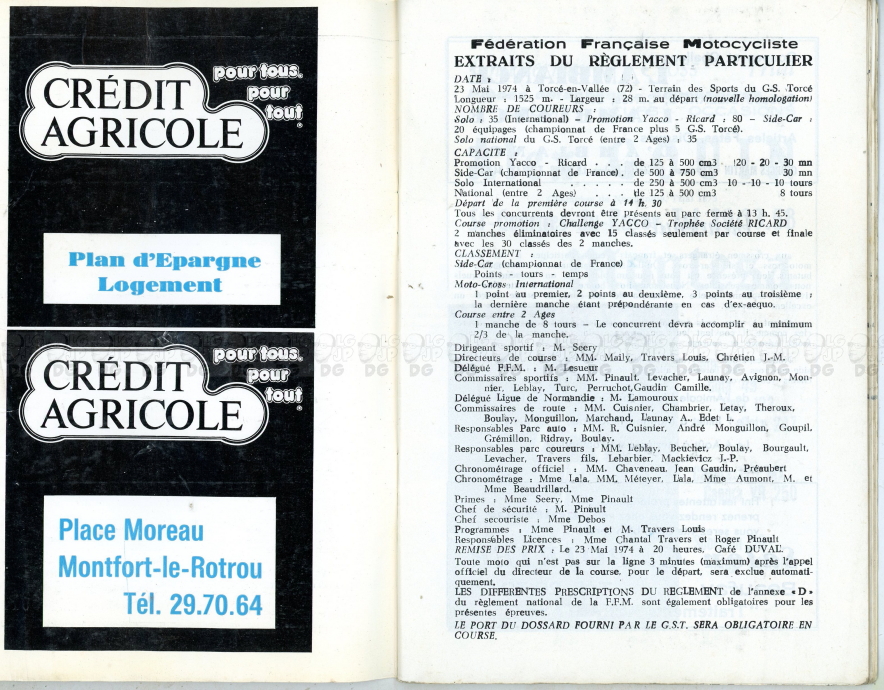 CRÉDIT
AGRICOLE
pour tous,
pour
tout
Plan d'Epargne
Logement
CRÉDIT
AGRICOLE
pour tous,
pour
tout
Place Moreau
Montfort-le-Rotrou
Tél. 29.70.64
Fédération Française Motocycliste
EXTRAITS DU RÈGLEMENT PARTICULIER
DATE :
23 Mai 1974 à Torcé-en-Vallée (72) - Terrain des Sports du G.S. Torcé
Longueur : 1525 m. - Largeur : 28 m. au départ (nouvelle homologation)
NOMBRE DE COUREURS :
Solo : 35 (International) - Promotion Yacco - Ricard : 80 - Side-Car :
20 équipages (championnat de France plus 5 G.S. Torcé).
Solo national du G.S. Torcé (entre 2 Ages) : 35
CAPACITE :
Promotion Yacco - Ricard . . . de 125 à 500 cm3 20 - 20 - 30 mn
Side-Car (championnat de France) . de 500 à 750 cm3 30 mn
Solo International . . . . . de 250 à 500 cm3 10 - 10 - 10 tours
National (entre 2 Ages) . . . de 125 à 500 cm3 8 tours
Départ de la première course à 14 h. 30
Tous les concurrents devront être présents au parc fermé à 13 h. 45.
Course promotion : Challenge YACCO - Trophée Société RICARD
2 manches éliminatoires avec 15 classés seulement par course et finale
avec les 30 classés des 2 manches.
CLASSEMENT :
Side-Car (championnat de France)
Points - tours - temps
Moto-Cross International
1 point au premier, 2 points au deuxième, 3 points au troisième ;
la dernière manche étant prépondérante en cas d'ex-aequo.
Course entre 2 Ages
1 manche de 8 tours - Le concurrent devra accomplir au minimum
2/3 de la manche.
Dirigeant sportif : M. Seery
Directeurs de course : MM. Maily, Travers Louis, Chrétien J.-M.
Délégué F.F.M. : M. Lesueur
Commissaires sportifs : MM. Pinault, Levacher, Launay, Avignon, Mon-
nier, Leblay, Turc, Perruchot, Gaudin Camille.
Délégué Ligue de Normandie : M. Lamouroux
Commissaires de route : MM. Cuisnier, Chambrier, Letay, Theroux,
Boulay, Monguillon, Marchand, Launay A., Edet L.
Responsables Parc auto : MM. R. Cuisnier, André Monguillon, Goupil,
Grémillon, Ridray, Boulay.
Responsables parc coureurs : MM. Leblay, Beucher, Boulay, Bourgault,
Levacher, Travers fils, Lebarbier, Mackievicz J.-P.
Chronométrage officiel : MM. Chaveneau, Jean Gaudin, Préaubert
Chronométrage : Mme Lala, MM. Méteyer, Lala, Mme Aumont, M. et
Mme Beaudrillard.
Primes : Mme Seery, Mme Pinault
Chef de sécurité : M. Pinault
Chef secouriste : Mme Debos
Programmes : Mme Pinault et M. Travers Louis
Responsables Licences : Mme Chantal Travers et Roger Pinault
REMISE DES PRIX : Le 23 Mai 1974 à 20 heures. Café DUVAL.
Toute moto qui n'est pas sur la ligne 3 minutes (maximum) après l'appel
officiel du directeur de la course, pour le départ, sera exclue automati-
quement.
LES DIFFERENTES PRESCRIPTIONS DU REGLEMENT de l'annexe « D »
du règlement national de la F.F.M. sont également obligatoires pour les
présentes épreuves.
LE PORT DU DOSSARD FOURNI PAR LE G.S.T. SERA OBLIGATOIRE EN
COURSE.